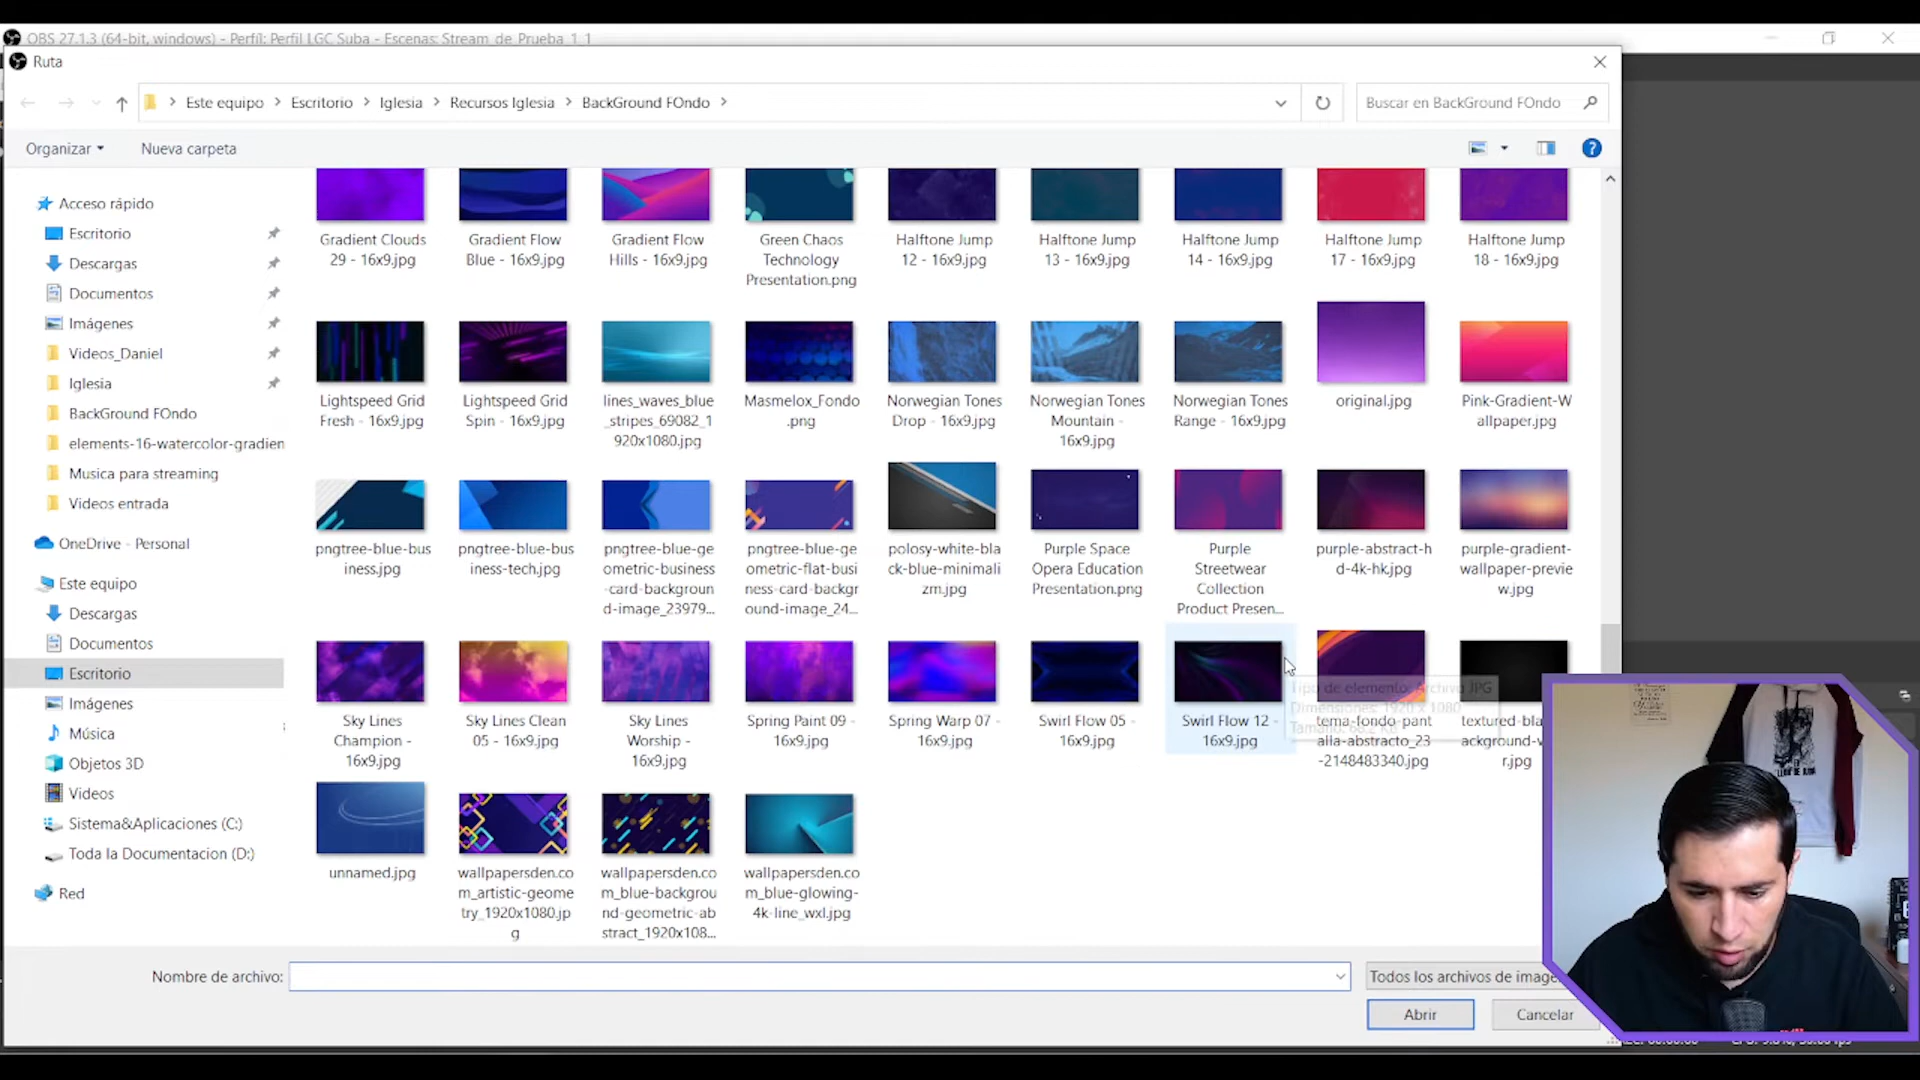 OBS 27.1.3 (64-bit, windows) - Perfil: Perfil LGC Suba - Escenas: Stream_de_Prueba_1_1
Ruta
Este equipo
Escritorio
Iglesia
Recursos Iglesia
BackGround FOndo
Buscar en BackGround FOndo
Organizar
Nueva carpeta
Acceso rápido
Escritorio
Descargas
Documentos
Imágenes
Videos_Daniel
Iglesia
BackGround FOndo
elements-16-watercolor-gradien
Musica para streaming
Videos entrada
OneDrive - Personal
Este equipo
Descargas
Documentos
Escritorio
Imágenes
Música
Objetos 3D
Videos
Sistema&Aplicaciones (C:)
Toda la Documentacion (D:)
Red
Gradient Clouds
29 - 16x9.jpg
Gradient Flow
Blue - 16x9.jpg
Gradient Flow
Hills - 16x9.jpg
Green Chaos
Technology
Presentation.png
Halftone Jump
12 - 16x9.jpg
Halftone Jump
13 - 16x9.jpg
Halftone Jump
14 - 16x9.jpg
Halftone Jump
17 - 16x9.jpg
Halftone Jump
18 - 16x9.jpg
Lightspeed Grid
Fresh - 16x9.jpg
Lightspeed Grid
Spin - 16x9.jpg
lines_waves_blue
_stripes_69082_1
920x1080.jpg
Masmelox_Fondo
.png
Norwegian Tones
Drop - 16x9.jpg
Norwegian Tones
Mountain -
16x9.jpg
Norwegian Tones
Range - 16x9.jpg
original.jpg
Pink-Gradient-W
allpaper.jpg
pngtree-blue-bus
iness.jpg
pngtree-blue-bus
iness-tech.jpg
pngtree-blue-ge
ometric-business
-card-backgroun
d-image_23979...
pngtree-blue-ge
ometric-flat-busi
ness-card-backgr
ound-image_24...
polosy-white-bla
ck-blue-minimali
zm.jpg
Purple Space
Opera Education
Presentation.png
Purple
Streetwear
Collection
Product Presen...
purple-abstract-h
d-4k-hk.jpg
purple-gradient-
wallpaper-previe
w.jpg
Sky Lines
Champion -
16x9.jpg
Sky Lines Clean
05 - 16x9.jpg
Sky Lines
Worship -
16x9.jpg
Spring Paint 09 -
16x9.jpg
Spring Warp 07 -
16x9.jpg
Swirl Flow 05 -
16x9.jpg
Swirl Flow 12 -
16x9.jpg
Tipo de elemento: Archivo JPG
Dimensiones: 1920 x 1080
tema-fondo-pant
alla-abstracto_23
-2148483340.jpg
textured-bla
ackground-w
r.jpg
unnamed.jpg
wallpapersden.co
m_artistic-geome
try_1920x1080.jp
g
wallpapersden.co
m_blue-backgrou
nd-geometric-ab
stract_1920x108...
wallpapersden.co
m_blue-glowing-
4k-line_wxl.jpg
Nombre de archivo:
Todos los archivos de image
Abrir
Cancelar